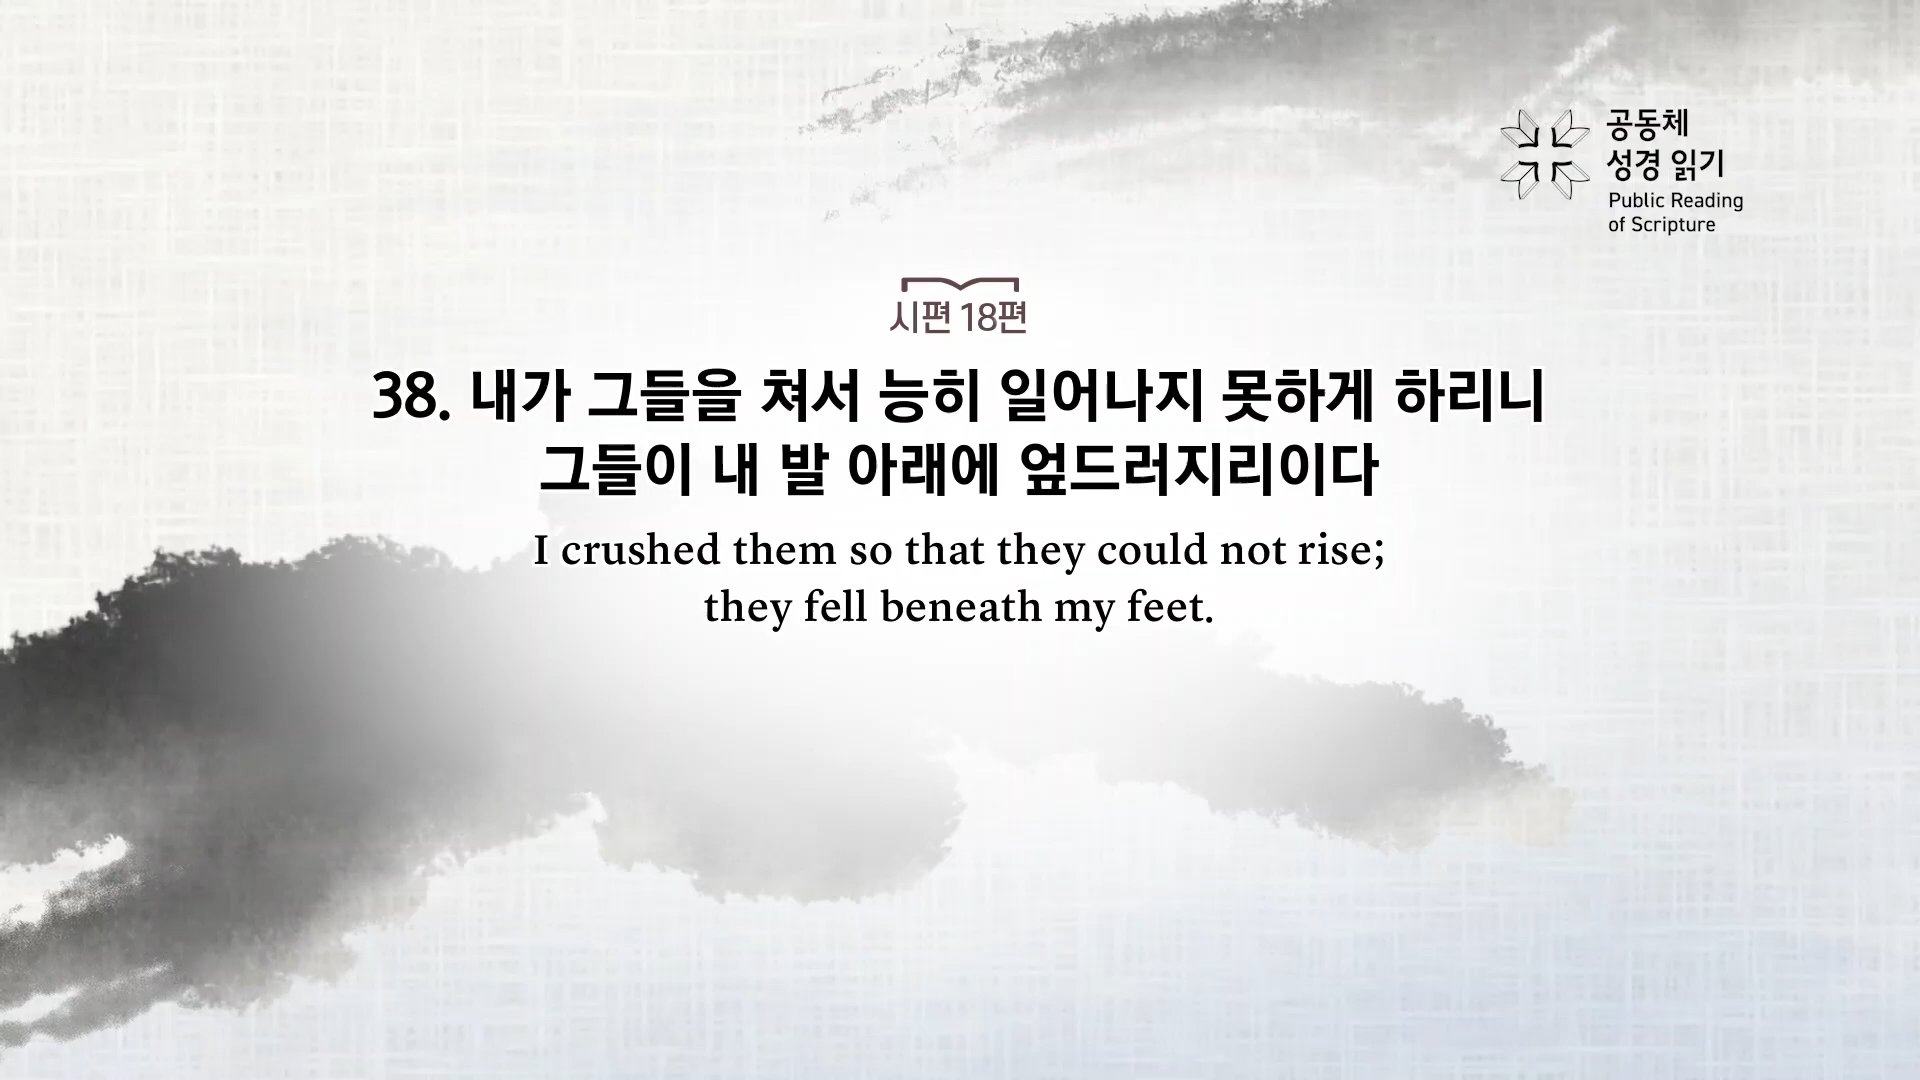 공동체
성경 읽기
Public Reading
of Scripture
시편 18편
38. 내가 그들을 쳐서 능히 일어나지 못하게 하리니
그들이 내 발 아래에 엎드러지리이다
I crushed them so that they could not rise;
they fell beneath my feet.